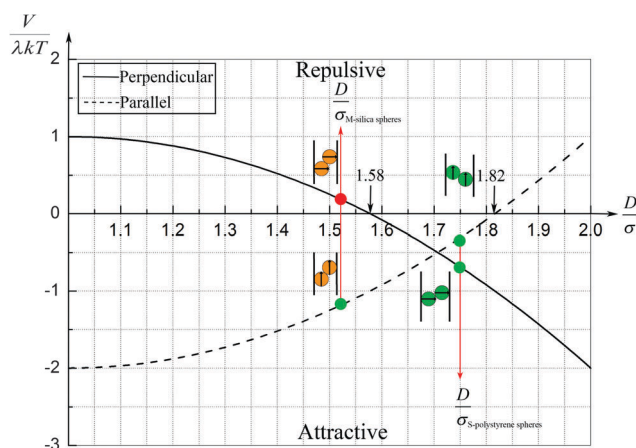 V
λkT
2
1
0
-1
-2
-3
Perpendicular
Parallel
Repulsive
D
σ M-silica spheres
1.58
1.82
D
σ
1.1 1.2 1.3 1.4 1.5 1.6 1.7 1.8 1.9 2.0
D
σ S-polystyrene spheres
Attractive